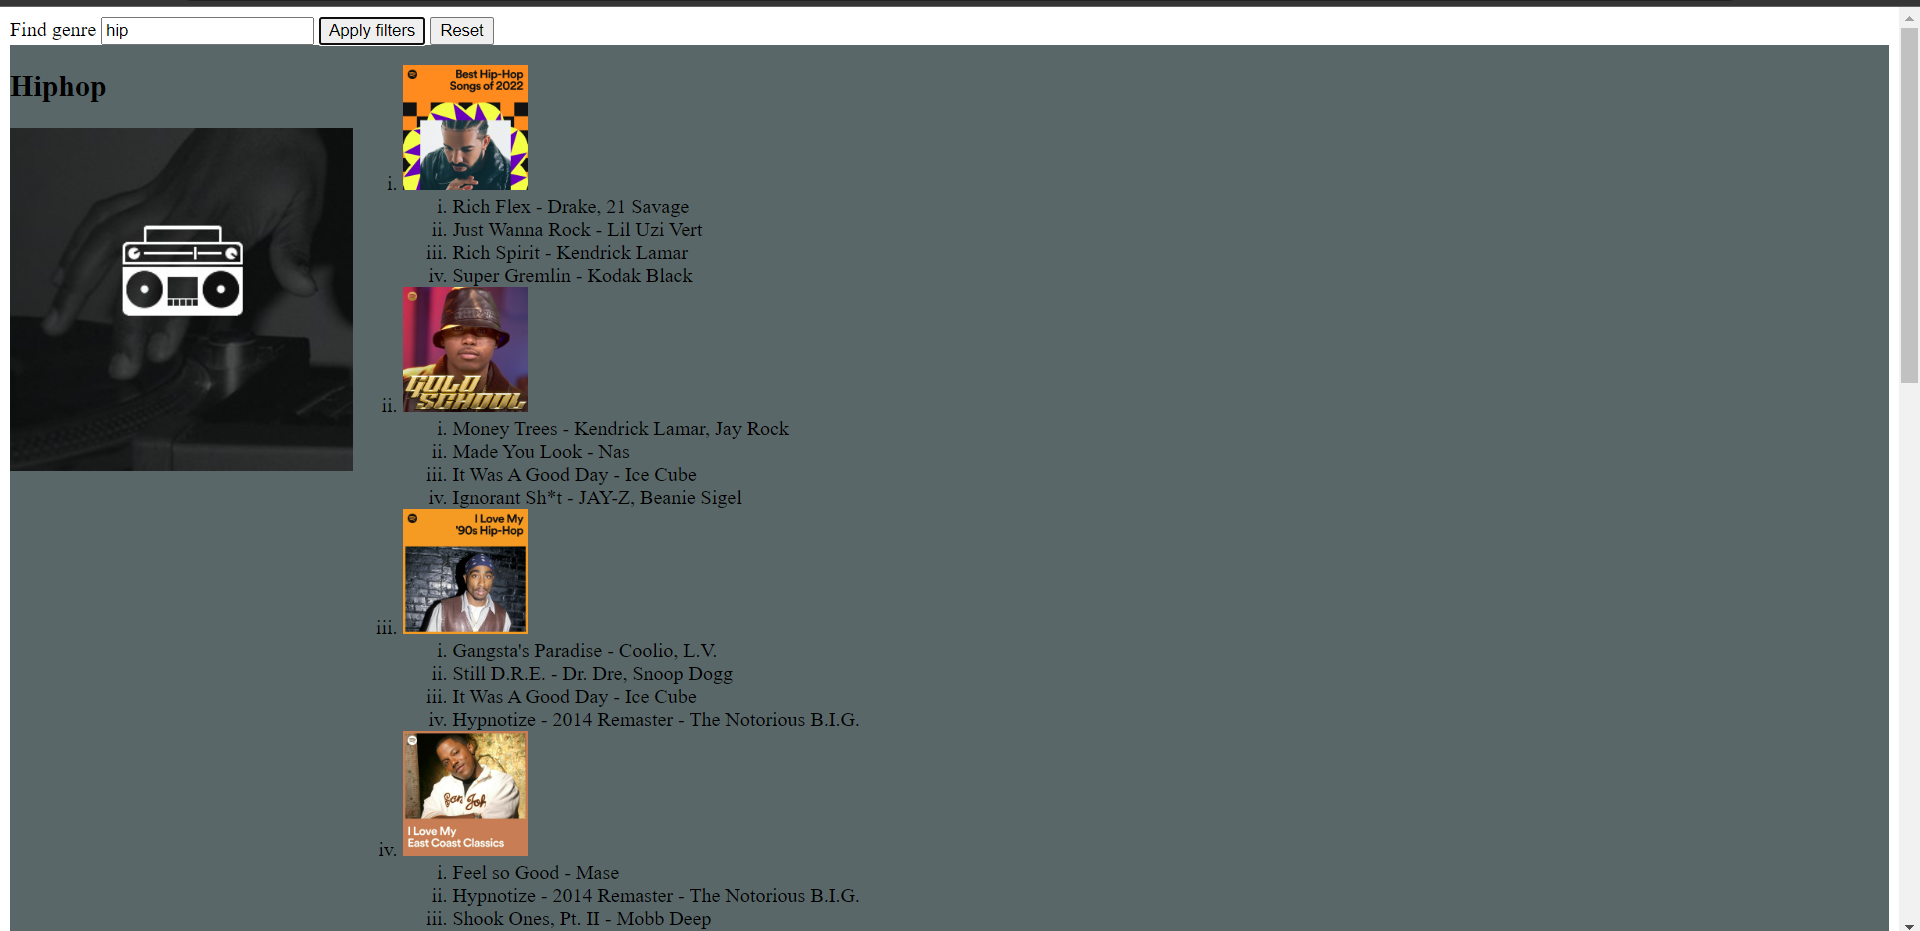 Find genre hip Apply filters Reset
Hiphop
Best Hip-Hop
Songs of 2022
i.
i. Rich Flex - Drake, 21 Savage
ii. Just Wanna Rock - Lil Uzi Vert
iii. Rich Spirit - Kendrick Lamar
iv. Super Gremlin - Kodak Black
GOLD
SCHOOL
ii.
i. Money Trees - Kendrick Lamar, Jay Rock
ii. Made You Look - Nas
iii. It Was A Good Day - Ice Cube
iv. Ignorant Sh*t - JAY-Z, Beanie Sigel
I Love My
'90s Hip-Hop
iii.
i. Gangsta's Paradise - Coolio, L.V.
ii. Still D.R.E. - Dr. Dre, Snoop Dogg
iii. It Was A Good Day - Ice Cube
iv. Hypnotize - 2014 Remaster - The Notorious B.I.G.
Sean John
I Love My
East Coast Classics
iv.
i. Feel so Good - Mase
ii. Hypnotize - 2014 Remaster - The Notorious B.I.G.
iii. Shook Ones, Pt. II - Mobb Deep